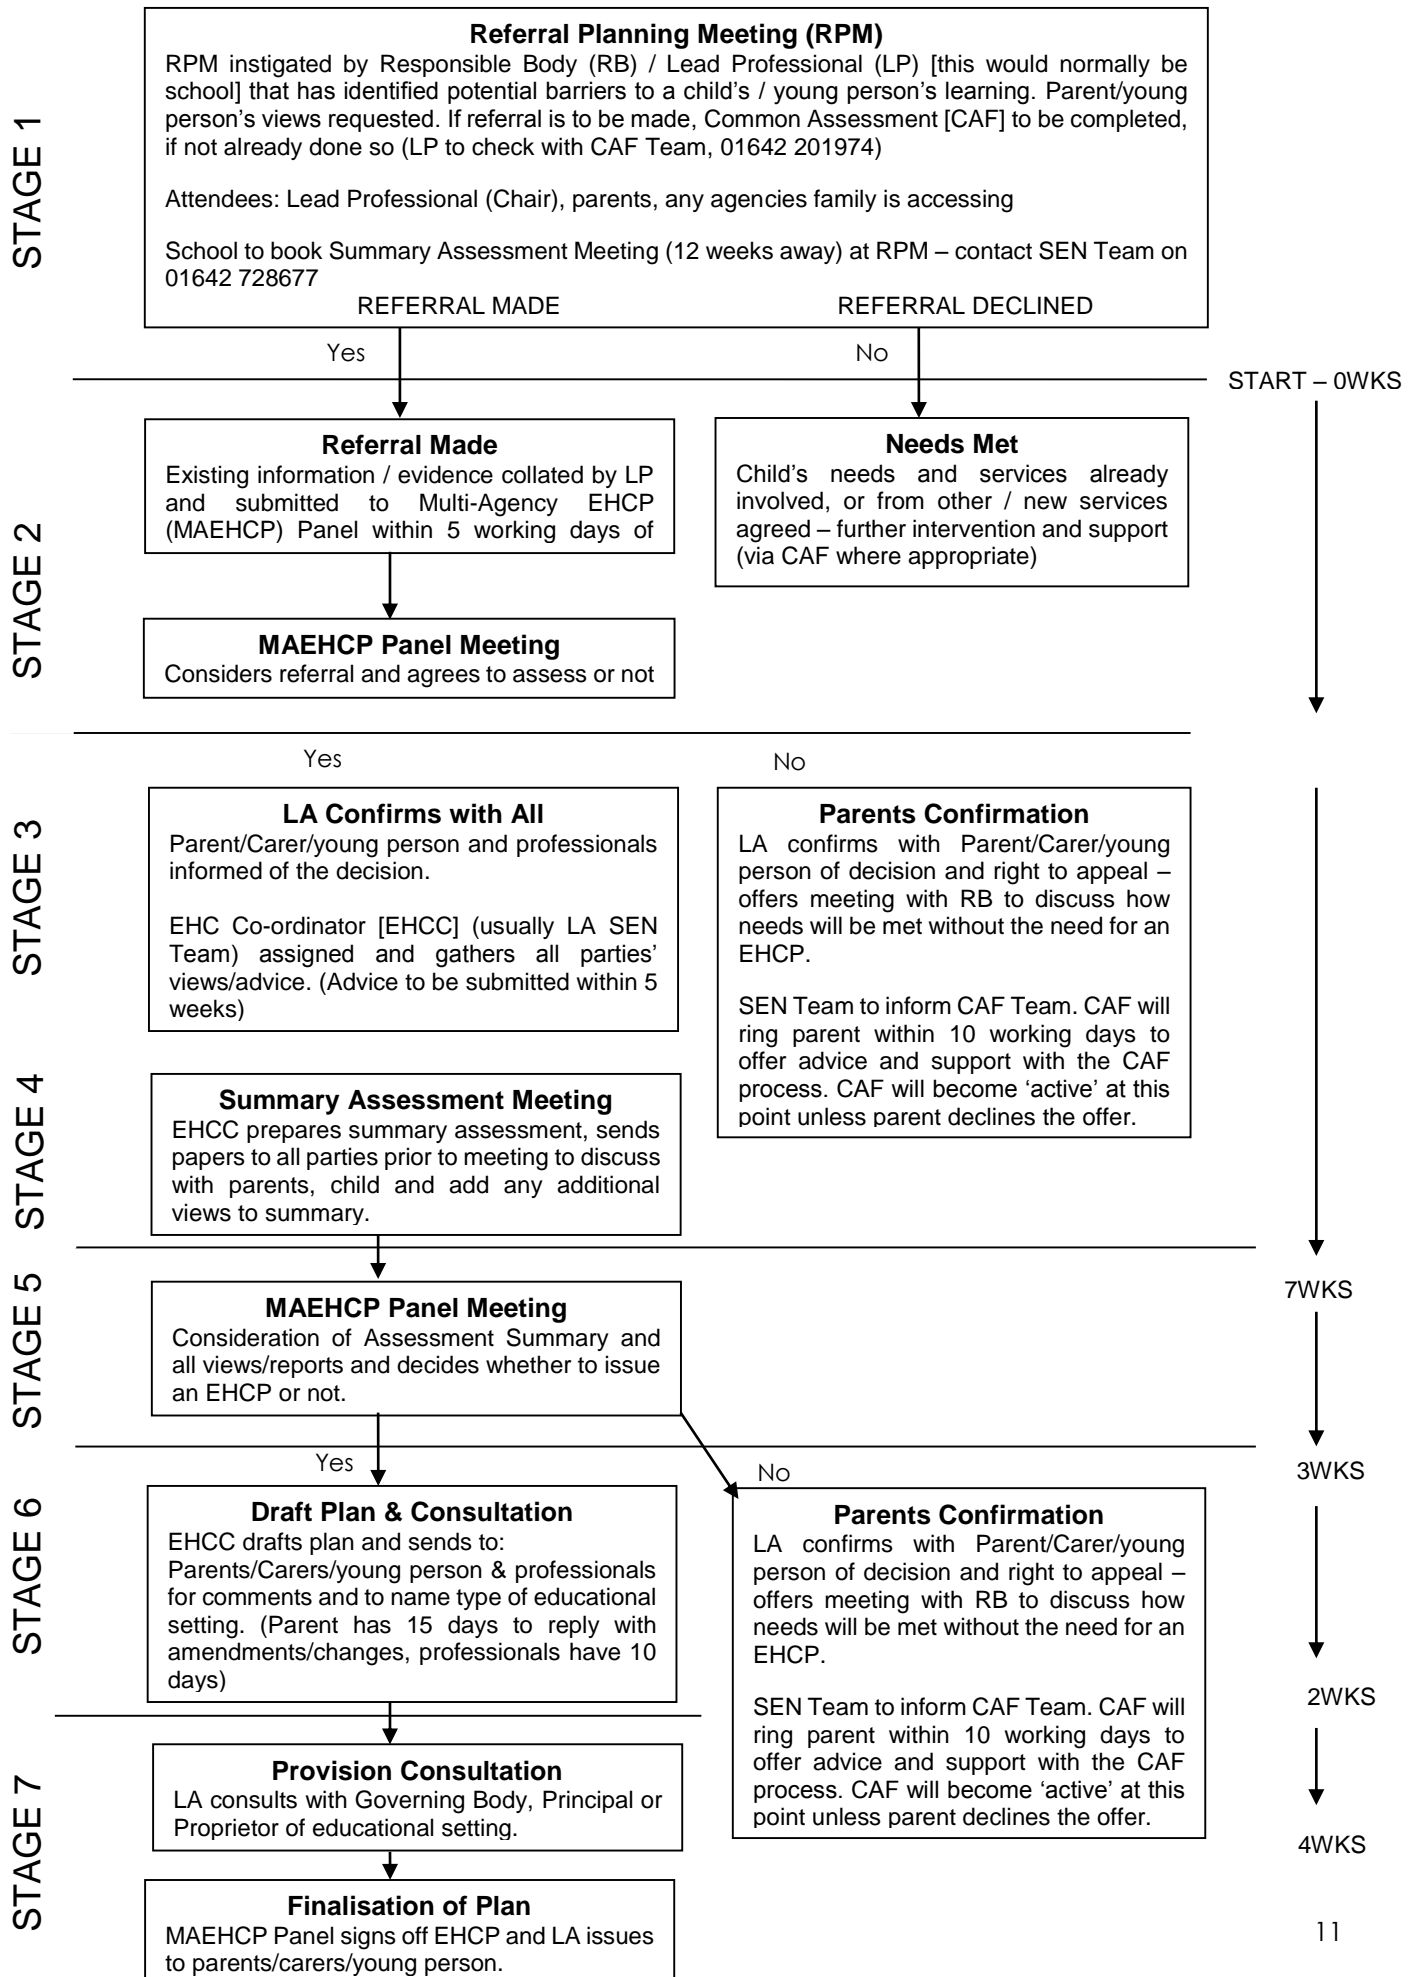 Referral Planning Meeting (RPM)
RPM instigated by Responsible Body (RB) / Lead Professional (LP) [this would normally be
school] that has identified potential barriers to a child's / young person's learning. Parent/young
person's views requested. If referral is to be made, Common Assessment [CAF] to be completed,
if not already done so (LP to check with CAF Team, 01642 201974)
Attendees: Lead Professional (Chair), parents, any agencies family is accessing
School to book Summary Assessment Meeting (12 weeks away) at RPM – contact SEN Team on
01642 728677
REFERRAL MADE
REFERRAL DECLINED
STAGE 1
Yes
No
START – 0WKS
STAGE 2
Referral Made
Existing information / evidence collated by LP
and submitted to Multi-Agency EHCP
(MAEHCP) Panel within 5 working days of
Needs Met
Child's needs and services already
involved, or from other / new services
agreed – further intervention and support
(via CAF where appropriate)
MAEHCP Panel Meeting
Considers referral and agrees to assess or not
Yes
No
STAGE 3
LA Confirms with All
Parent/Carer/young person and professionals
informed of the decision.
EHC Co-ordinator [EHCC] (usually LA SEN
Team) assigned and gathers all parties'
views/advice. (Advice to be submitted within 5
weeks)
Parents Confirmation
LA confirms with Parent/Carer/young
person of decision and right to appeal –
offers meeting with RB to discuss how
needs will be met without the need for an
EHCP.
SEN Team to inform CAF Team. CAF will
ring parent within 10 working days to
offer advice and support with the CAF
process. CAF will become 'active' at this
point unless parent declines the offer.
STAGE 4
Summary Assessment Meeting
EHCC prepares summary assessment, sends
papers to all parties prior to meeting to discuss
with parents, child and add any additional
views to summary.
7WKS
STAGE 5
MAEHCP Panel Meeting
Consideration of Assessment Summary and
all views/reports and decides whether to issue
an EHCP or not.
Yes
No
3WKS
STAGE 6
Draft Plan & Consultation
EHCC drafts plan and sends to:
Parents/Carers/young person & professionals
for comments and to name type of educational
setting. (Parent has 15 days to reply with
amendments/changes, professionals have 10
days)
Parents Confirmation
LA confirms with Parent/Carer/young
person of decision and right to appeal –
offers meeting with RB to discuss how
needs will be met without the need for an
EHCP.
SEN Team to inform CAF Team. CAF will
ring parent within 10 working days to
offer advice and support with the CAF
process. CAF will become 'active' at this
point unless parent declines the offer.
2WKS
STAGE 7
Provision Consultation
LA consults with Governing Body, Principal or
Proprietor of educational setting.
4WKS
Finalisation of Plan
MAEHCP Panel signs off EHCP and LA issues
to parents/carers/young person.
11